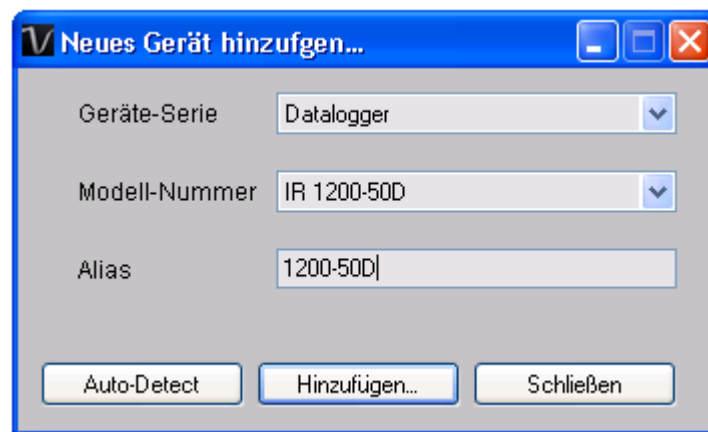 Neues Gerät hinzufgen...
Geräte-Serie Datalogger
Modell-Nummer IR 1200-50D
Alias 1200-50D
Auto-Detect Hinzufügen... Schließen